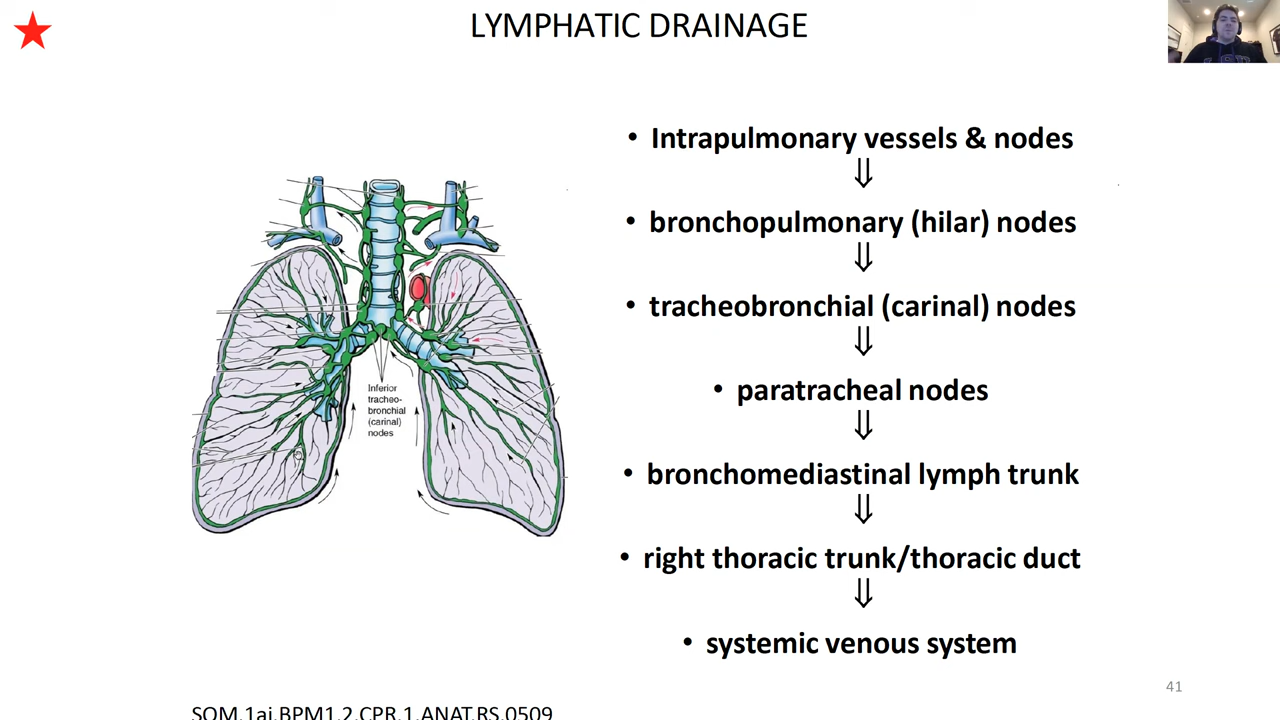 LYMPHATIC DRAINAGE
• Intrapulmonary vessels & nodes
⇓
• bronchopulmonary (hilar) nodes
⇓
• tracheobronchial (carinal) nodes
⇓
• paratracheal nodes
⇓
• bronchomediastinal lymph trunk
⇓
• right thoracic trunk/thoracic duct
⇓
• systemic venous system
Inferior
tracheo-
bronchial
(carinal)
nodes
41
SOM.1ai.BPM1.2.CPR.1.ANAT.RS.0509